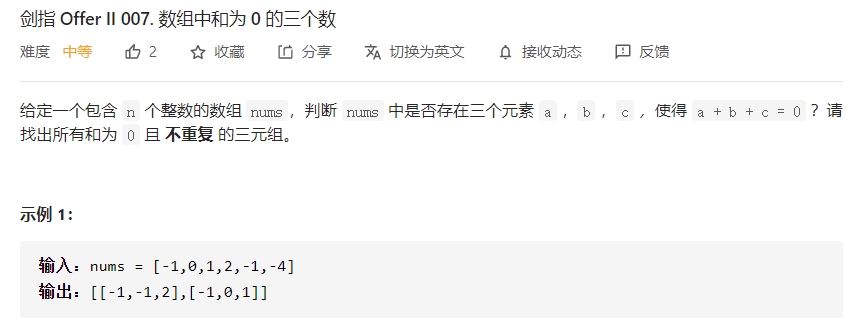 剑指 Offer II 007. 数组中和为 0 的三个数
难度 中等 2 收藏 分享 切换为英文 接收动态 反馈
给定一个包含 n 个整数的数组 nums，判断 nums 中是否存在三个元素 a ，b ，c ，使得 a + b + c = 0 ？请
找出所有和为 0 且 不重复 的三元组。
示例 1：
输入：nums = [-1,0,1,2,-1,-4]
输出：[[-1,-1,2],[-1,0,1]]